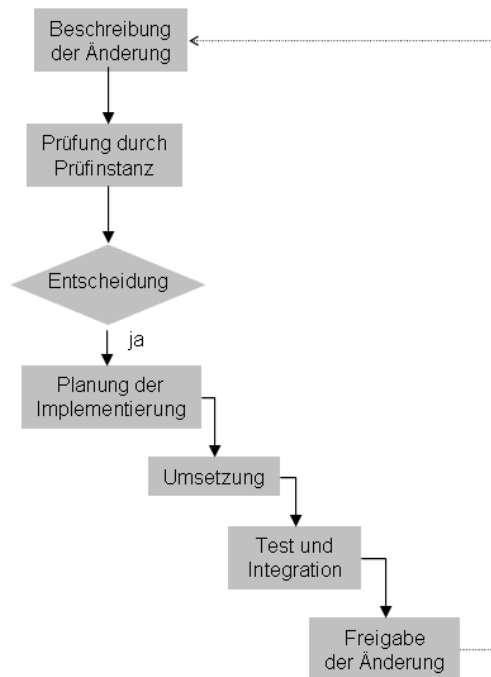 Beschreibung
der Änderung
Prüfung durch
Prüfinstanz
Entscheidung
ja
Planung der
Implementierung
Umsetzung
Test und
Integration
Freigabe
der Änderung